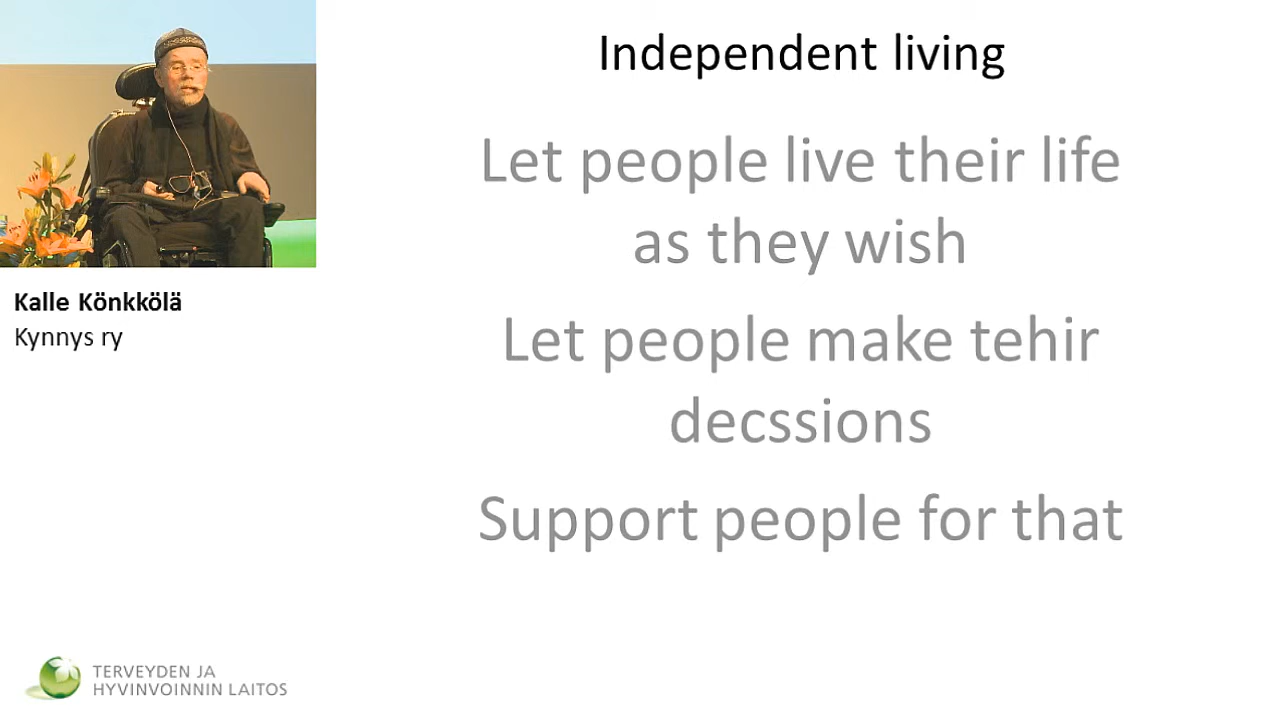 Independent living
Let people live their life
as they wish
Let people make tehir
decssions
Support people for that
Kalle Könkkölä
Kynnys ry
TERVEYDEN JA
HYVINVOINNIN LAITOS